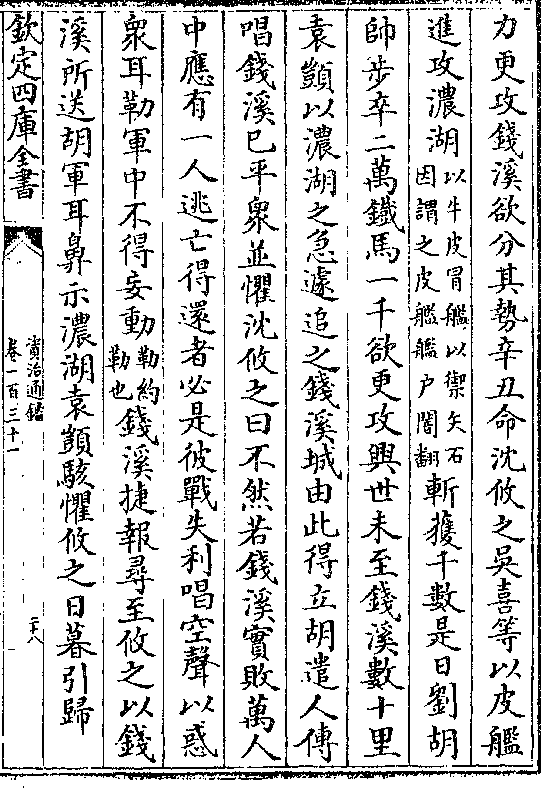 力更攻錢溪欲分其勢辛丑命沈攸之吳喜等以皮艦
進攻濃湖以牛皮冒艦以禦矢石因謂之皮艦艦戶闇翻斬獲千數是日劉胡
帥步卒二萬鐵馬一千欲更攻興世未至錢溪數十里
袁顗以濃湖之急遽追之錢溪城由此得立胡遣人傳
唱錢溪已平衆並懼沈攸之曰不然若錢溪實敗萬人
中應有一人逃亡得還者必是彼戰失利唱空聲以惑
衆耳勒軍中不得妄動勒約勒也錢溪捷報尋至攸之以錢
溪所送胡軍耳鼻示濃湖袁顗駭懼攸之日暮引歸
欽定四庫全書
資治通鑑
卷一百三十一
二十八